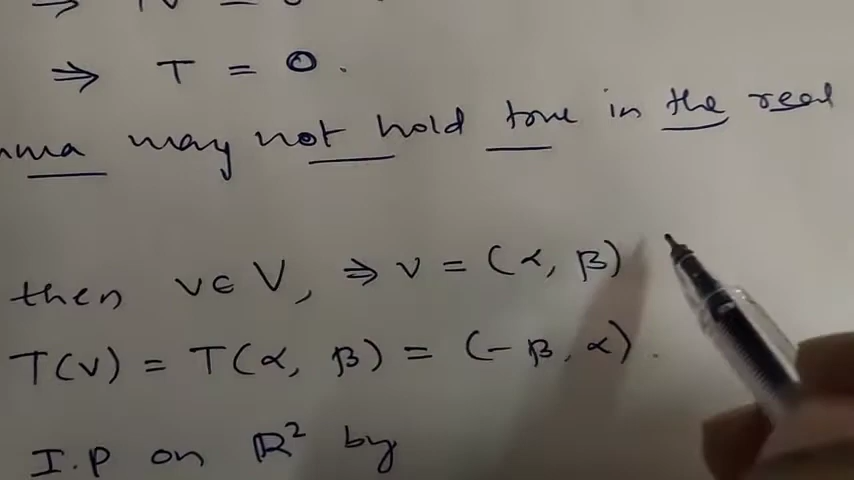 ⇒ T = 0.
may not hold true in the real
then v ∈ V, ⇒ v = (α, β)
T(v) = T(α, β) = (-β, α).
I.P on ℝ² by